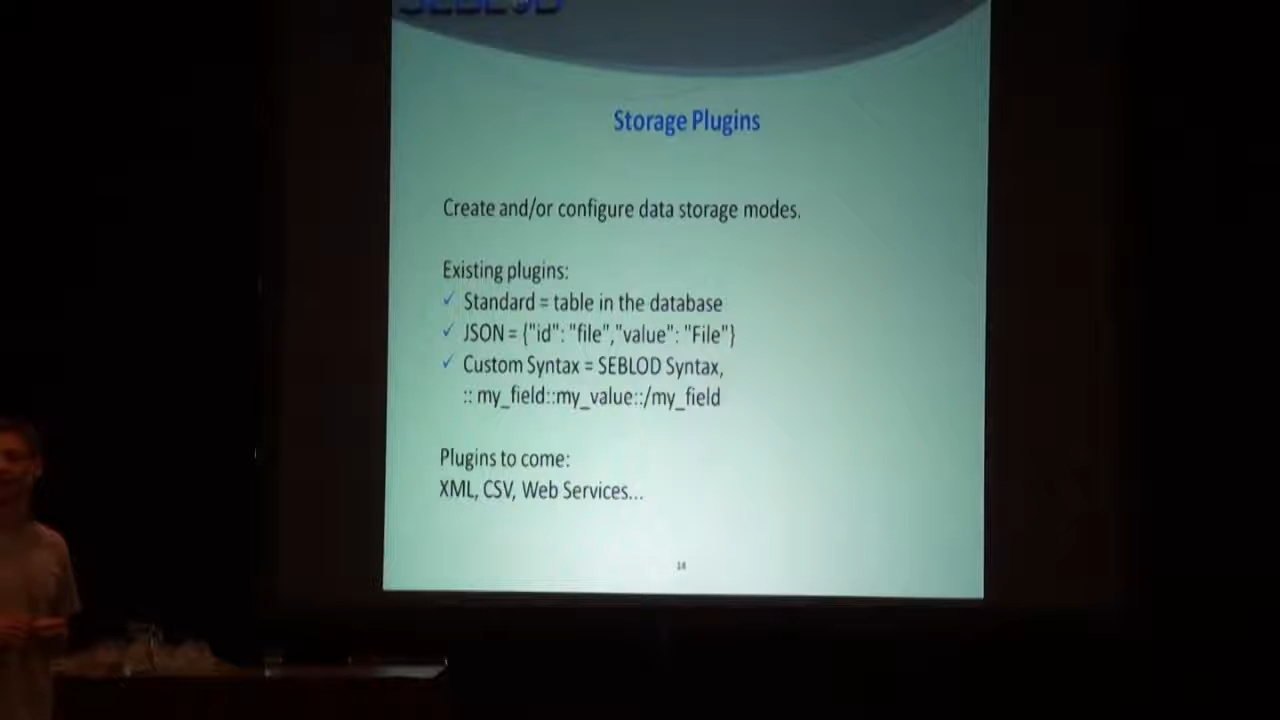 SEBLOD
Storage Plugins
Create and/or configure data storage modes.
Existing plugins:
✓ Standard = table in the database
✓ JSON = {"id": "file","value": "File"}
✓ Custom Syntax = SEBLOD Syntax,
:: my_field::my_value::/my_field
Plugins to come:
XML, CSV, Web Services...